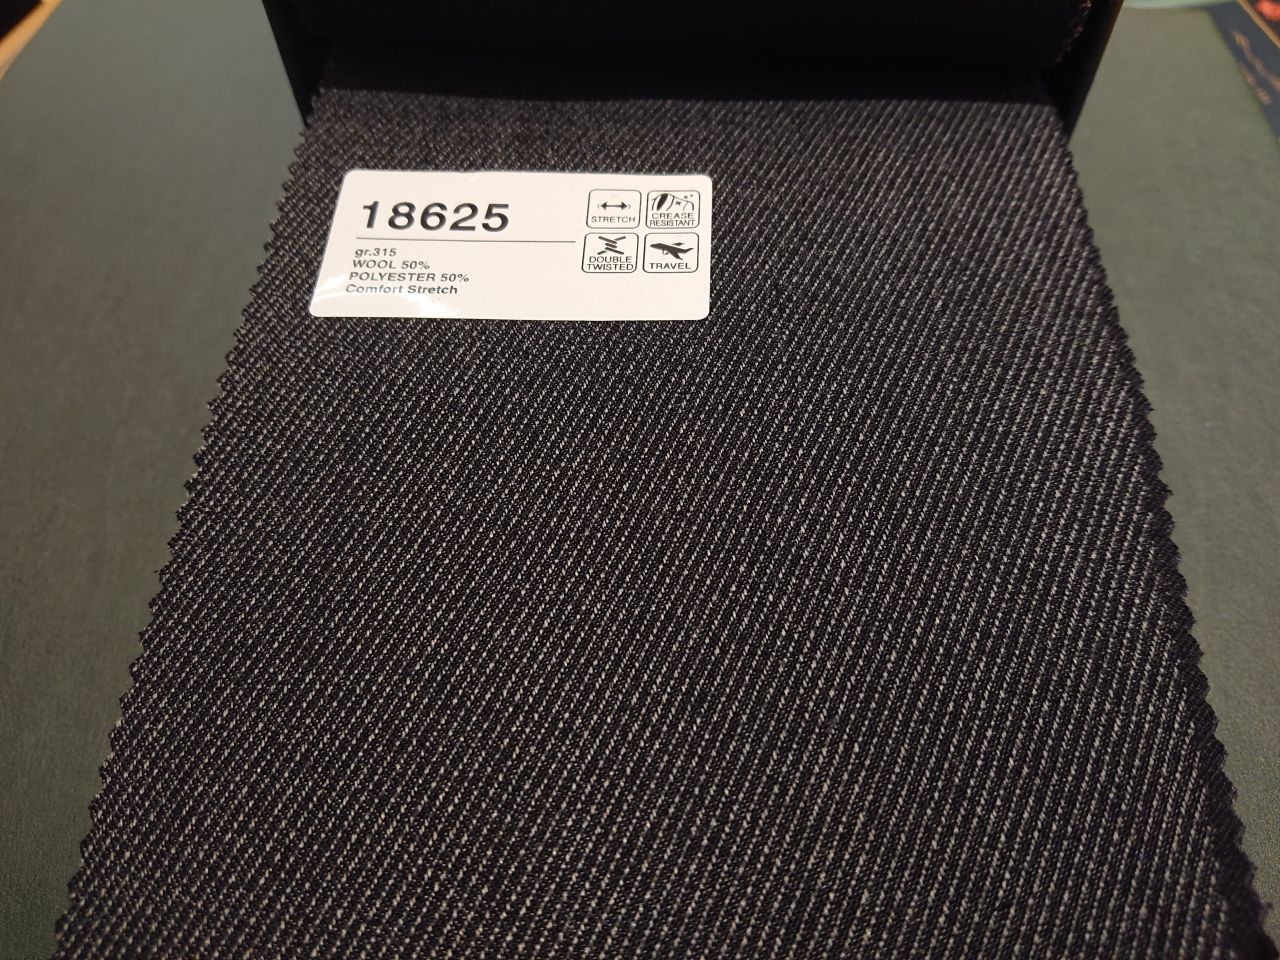 18625
gr.315
WOOL 50%
POLYESTER 50%
Comfort Stretch
STRETCH
CREASE
RESISTANT
DOUBLE
TWISTED
TRAVEL